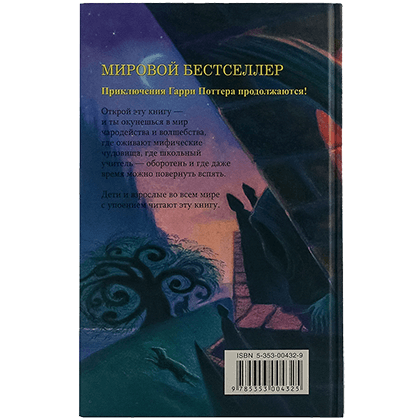 МИРОВОЙ БЕСТСЕЛЛЕР
Приключения Гарри Поттера продолжаются!
Открой эту книгу —
и ты окунешься в мир
чародейства и волшебства,
где оживают мифические
чудовища, где школьный
учитель — оборотень и где даже
время можно повернуть вспять.
Дети и взрослые во всем мире
с упоением читают эту книгу.
ISBN 5-353-00432-9
9 785353 004325